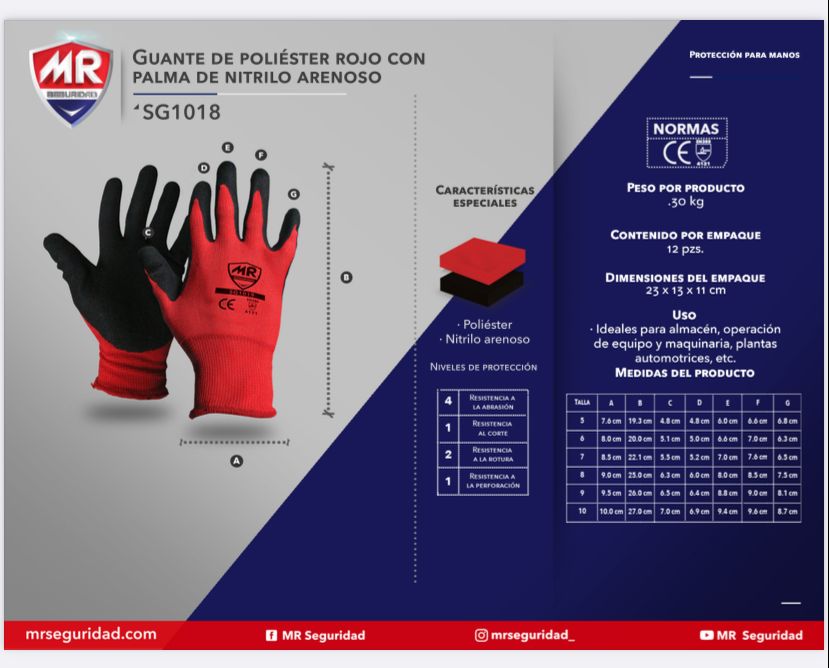 MR
SEGURIDAD
GUANTE DE POLIÉSTER ROJO CON
PALMA DE NITRILO ARENOSO
SG1018
PROTECCIÓN PARA MANOS
A
B
C
D
E
F
G
MR
SG1018
CE
CARACTERÍSTICAS
ESPECIALES
· Poliéster
· Nitrilo arenoso
NIVELES DE PROTECCIÓN
4 RESISTENCIA A
LA ABRASIÓN
1 RESISTENCIA
AL CORTE
2 RESISTENCIA
A LA ROTURA
1 RESISTENCIA A
LA PERFORACIÓN
NORMAS
CE
EN388
4121
PESO POR PRODUCTO
.30 kg
CONTENIDO POR EMPAQUE
12 pzs.
DIMENSIONES DEL EMPAQUE
23 x 13 x 11 cm
USO
· Ideales para almacén, operación
de equipo y maquinaria, plantas
automotrices, etc.
MEDIDAS DEL PRODUCTO
TALLA A B C D E F G
5 7.6 cm 19.3 cm 4.8 cm 4.8 cm 6.0 cm 6.6 cm 6.8 cm
6 8.0 cm 20.0 cm 5.1 cm 5.0 cm 6.6 cm 7.0 cm 6.3 cm
7 8.5 cm 22.1 cm 5.5 cm 5.2 cm 7.0 cm 7.6 cm 6.5 cm
8 9.0 cm 25.0 cm 6.3 cm 6.0 cm 8.0 cm 8.5 cm 7.5 cm
9 9.5 cm 26.0 cm 6.5 cm 6.4 cm 8.8 cm 9.0 cm 8.1 cm
10 10.0 cm 27.0 cm 7.0 cm 6.9 cm 9.4 cm 9.6 cm 8.7 cm
mrseguridad.com
MR Seguridad
mrseguridad_
MR Seguridad